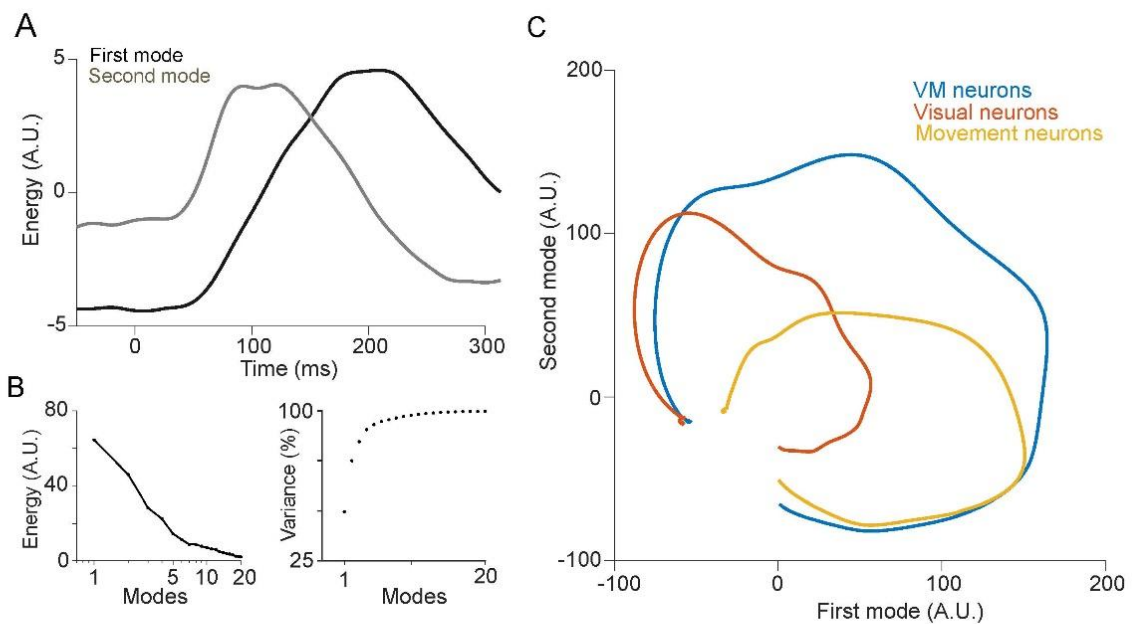 A
First mode
Second mode
5
0
-5
Energy (A.U.)
0
100
200
300
Time (ms)
B
80
40
0
Energy (A.U.)
1
5
10
20
Modes
100
25
Variance (%)
1
20
Modes
C
VM neurons
Visual neurons
Movement neurons
200
100
0
-100
Second mode (A.U.)
-100
0
100
200
First mode (A.U.)